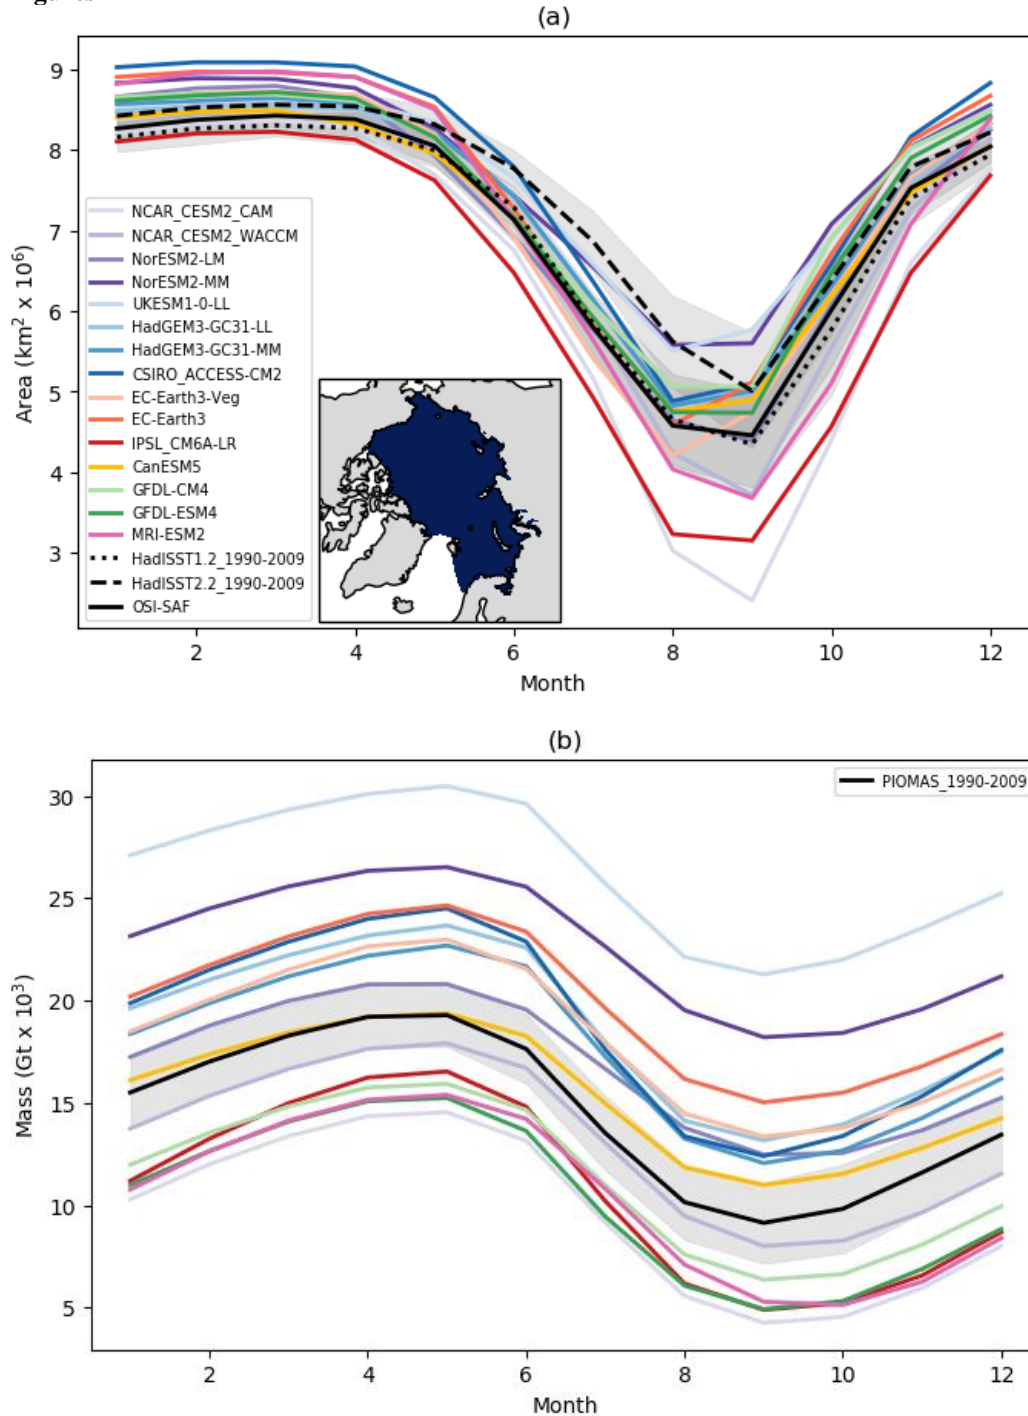 (a)
9
8
7
6
5
4
3
Area (km² x 10⁶)
NCAR_CESM2_CAM
NCAR_CESM2_WACCM
NorESM2-LM
NorESM2-MM
UKESM1-0-LL
HadGEM3-GC31-LL
HadGEM3-GC31-MM
CSIRO_ACCESS-CM2
EC-Earth3-Veg
EC-Earth3
IPSL_CM6A-LR
CanESM5
GFDL-CM4
GFDL-ESM4
MRI-ESM2
HadISST1.2_1990-2009
HadISST2.2_1990-2009
OSI-SAF
2 4 6 8 10 12
Month
(b)
PIOMAS_1990-2009
30
25
20
15
10
5
Mass (Gt x 10³)
2 4 6 8 10 12
Month